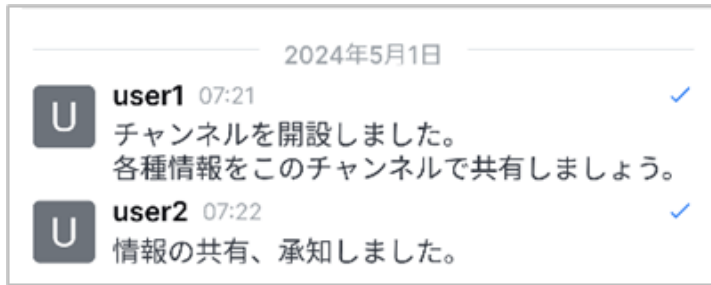 2024年5月1日
U
user1 07:21
チャンネルを開設しました。
各種情報をこのチャンネルで共有しましょう。
U
user2 07:22
情報の共有、承知しました。